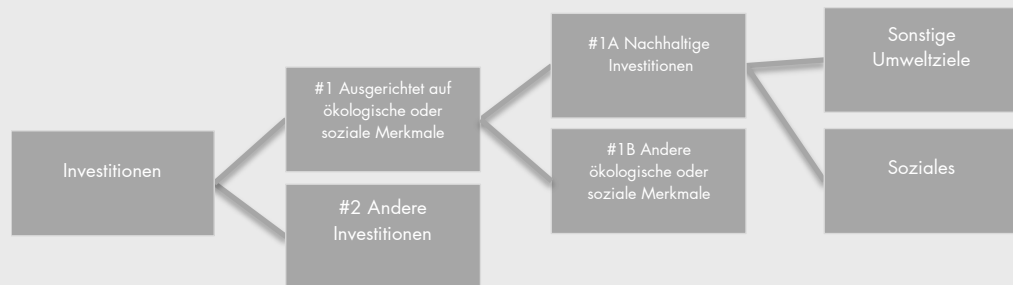 Investitionen
#1 Ausgerichtet auf
ökologische oder
soziale Merkmale
#2 Andere
Investitionen
#1A Nachhaltige
Investitionen
#1B Andere
ökologische oder
soziale Merkmale
Sonstige
Umweltziele
Soziales